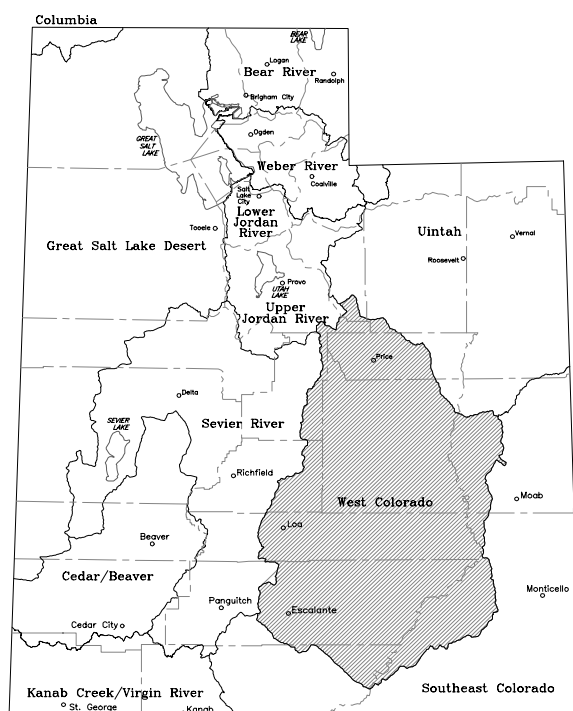 Columbia
BEAR
LAKE
Logan
Bear River
Randolph
Brigham City
Ogden
GREAT
SALT
LAKE
Weber River
Coalville
Salt
Lake
City
Lower
Jordan
River
Tooele
Great Salt Lake Desert
Uintah
Vernal
Roosevelt
Provo
UTAH
LAKE
Upper
Jordan River
Price
Delta
SEVIER
LAKE
Sevier River
Richfield
West Colorado
Moab
Loa
Beaver
Cedar/Beaver
Monticello
Panguitch
Escalante
Cedar City
Southeast Colorado
Kanab Creek/Virgin River
St. George
Kanab